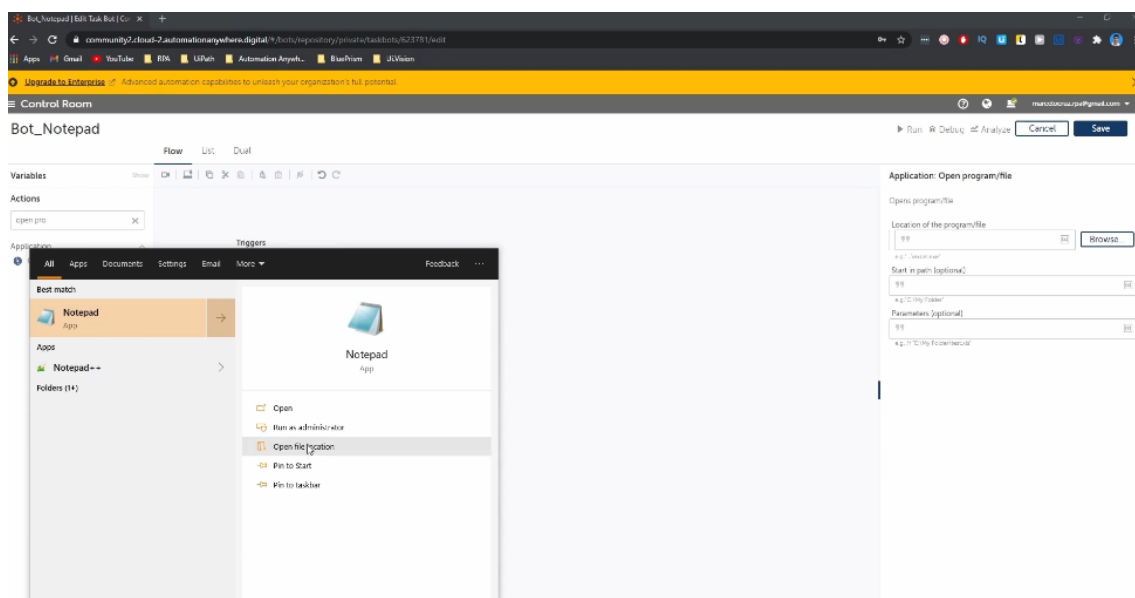 Bot_Notepad | Edit Task Bot | Co
community2.cloud-2.automationanywhere.digital/#/bots/repository/private/taskbots/623781/edit
Apps Gmail YouTube RPA UiPath Automation Anywh... BluePrism UiVision
Upgrade to Enterprise Advanced automation capabilities to unleash your organization's full potential.
Control Room
Bot_Notepad
Run Debug Analyze Cancel Save
Flow List Dual
Variables Show
Application: Open program/file
Actions
Opens program/file
open pro
Location of the program/file
Application
Triggers
Browse...
All Apps Documents Settings Email More Feedback ...
Start in path (optional)
Best match
e.g. "C:\My Folder"
Notepad
App
Parameters (optional)
Apps
Notepad++
Folders (1+)
Notepad
App
Open
Run as administrator
Open file location
Pin to Start
Pin to taskbar